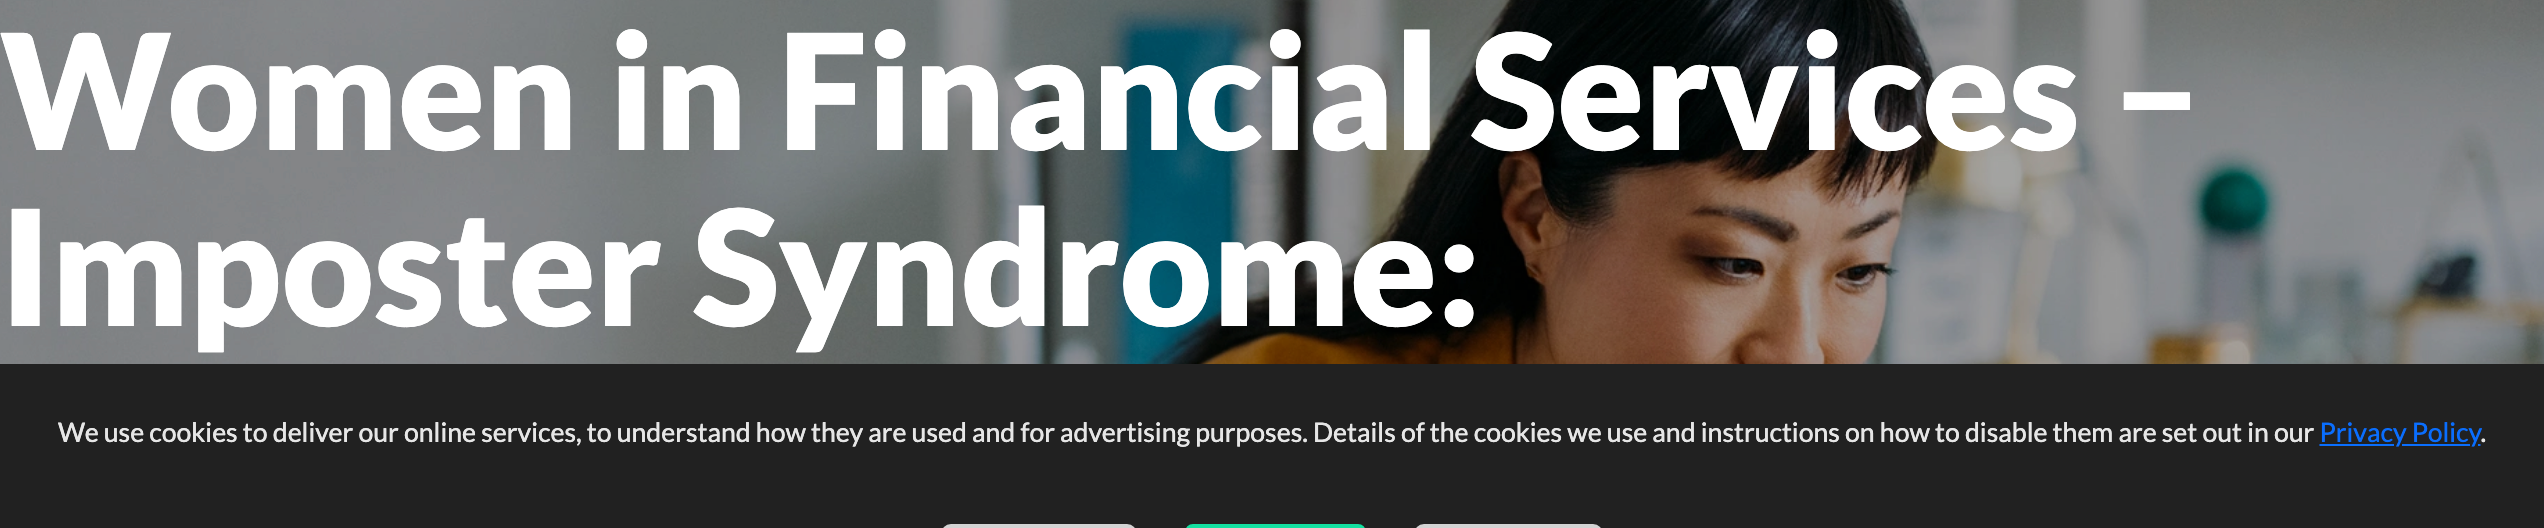 Women in Financial Services –
Imposter Syndrome:
We use cookies to deliver our online services, to understand how they are used and for advertising purposes. Details of the cookies we use and instructions on how to disable them are set out in our Privacy Policy.